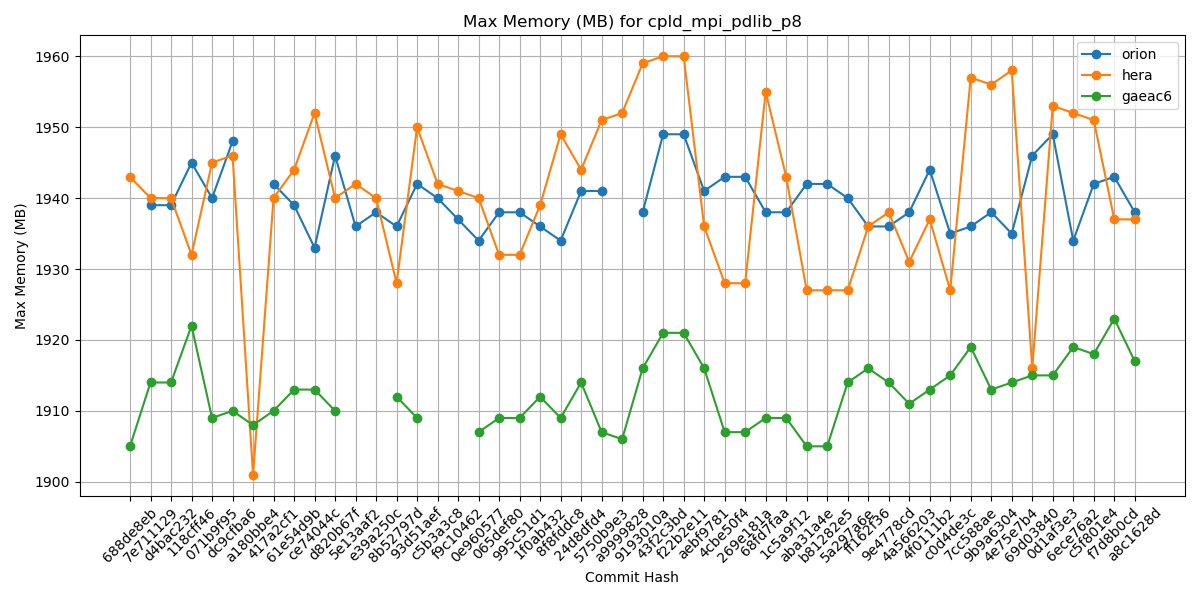 Max Memory (MB) for cpld_mpi_pdlib_p8
orion
hera
gaeac6
Max Memory (MB)
1960
1950
1940
1930
1920
1910
1900
688de8eb
7e711129
d4bac232
118cff46
071b9f95
dc9cfba6
a180bbe4
417a2cf1
61e54d9b
ce74044c
d820b67f
5e13aaf2
e39a250c
8b52797d
93d51aef
c5b3a3c8
f9c10462
0e960577
065def80
995c51d1
1f0ab432
8f8fddc8
24d8dfd4
5750b9e3
a9999828
9193010a
43f2c3bd
f22b2e11
aebf9781
4cbe50f4
269e181a
68fd7faa
1c5a9f12
aba31a4e
b81282e5
5a297a6e
ff162f36
9e4778cd
4a566203
4f011b2
c0d4de3c
7cc588ae
9b9a6304
4e75e7b4
69d03840
0d1af3e3
6ece76a2
c5f801e4
f7d8b0cd
a8c1628d
Commit Hash